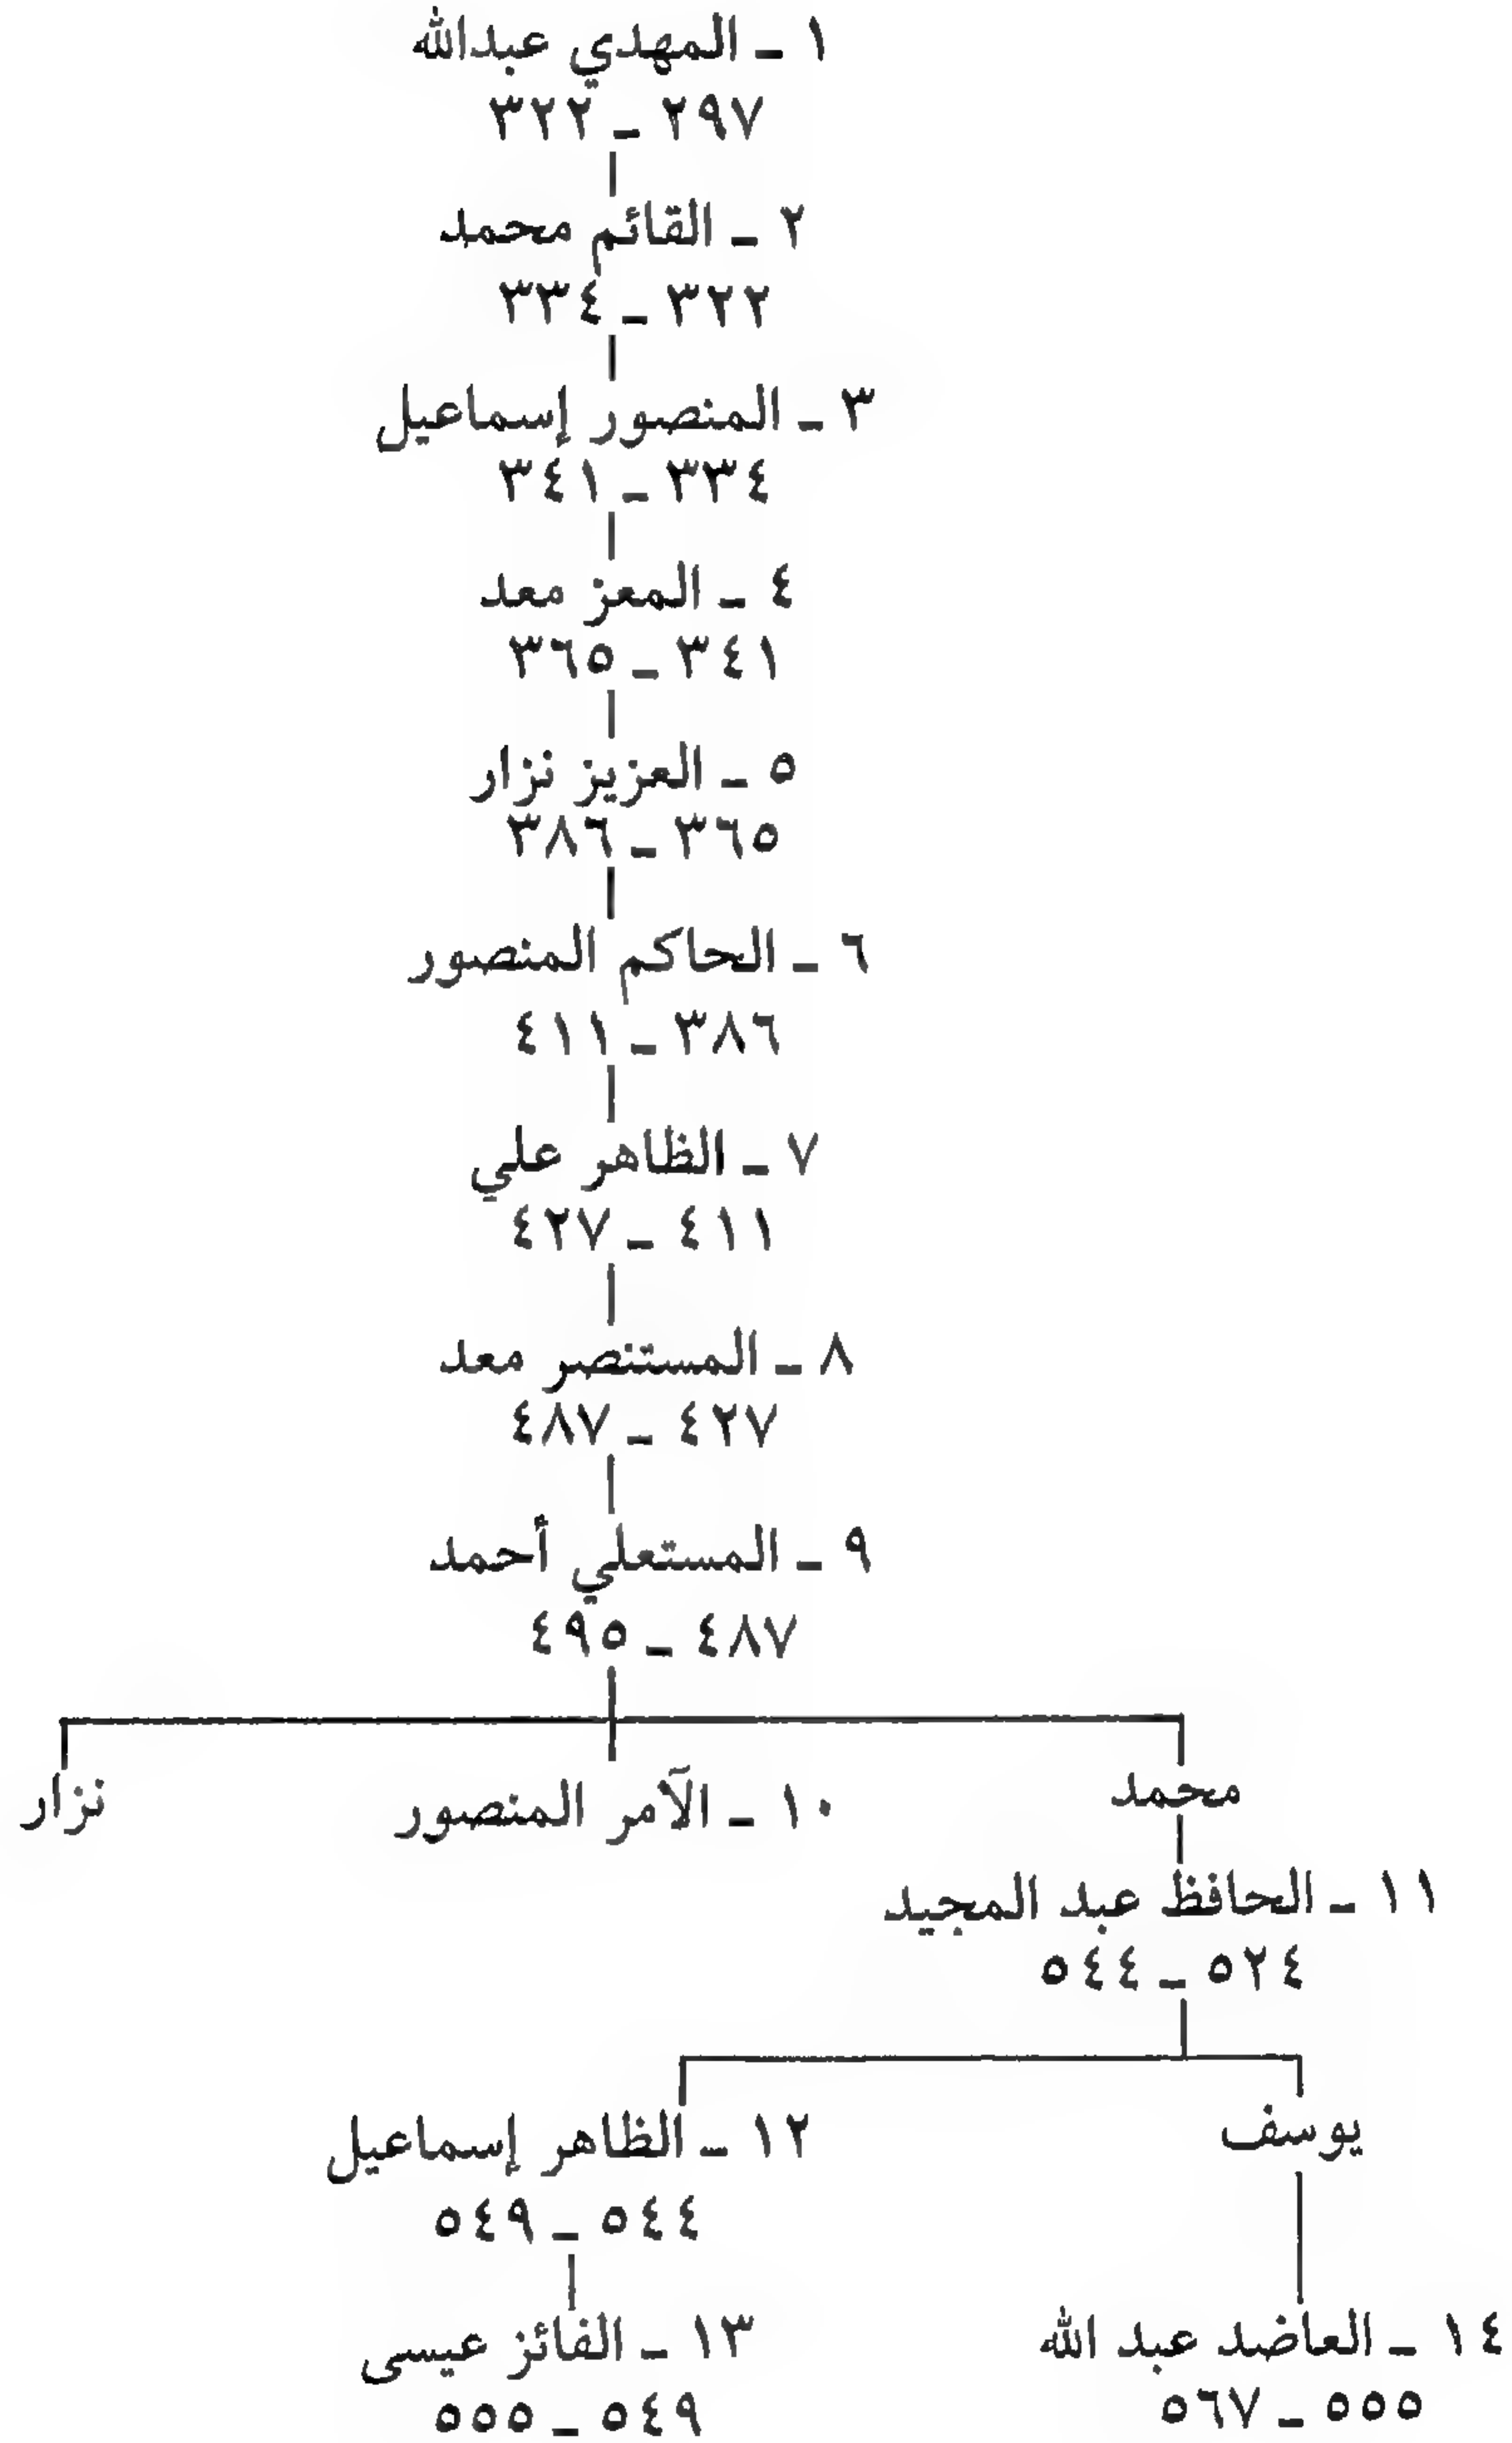 ١ ـ المهدي عبدالله
٢٩٧ ـ ٣٢٢
٢ ـ القائم محمد
٣٢٢ ـ ٣٣٤
٣ ـ المنصور إسماعيل
٣٣٤ ـ ٣٤١
٤ ـ المعز معد
٣٤١ ـ ٣٦٥
٥ ـ العزيز نزار
٣٦٥ ـ ٣٨٦
٦ ـ الحاكم المنصور
٣٨٦ ـ ٤١١
٧ ـ الظاهر علي
٤١١ ـ ٤٢٧
٨ ـ المستنصر معد
٤٢٧ ـ ٤٨٧
٩ ـ المستعلي أحمد
٤٨٧ ـ ٤٩٥
محمد
١٠ ـ الآمر المنصور
نزار
١١ ـ الحافظ عبد المجيد
٥٢٤ ـ ٥٤٤
يوسف
١٢ ـ الظاهر إسماعيل
٥٤٤ ـ ٥٤٩
١٤ ـ العاضد عبد الله
٥٥٥ ـ ٥٦٧
١٣ ـ الفائز عيسى
٥٤٩ ـ ٥٥٥